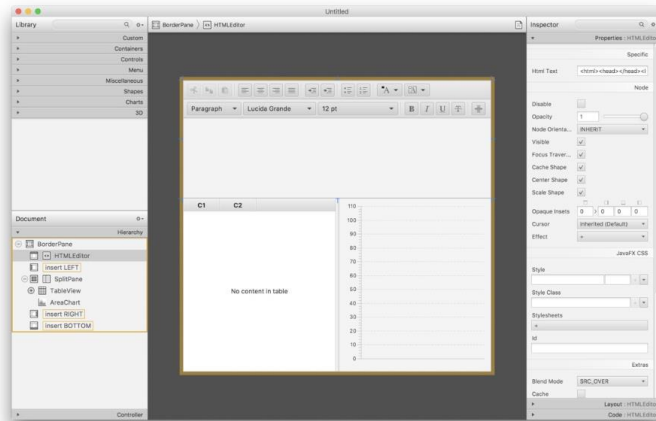 Untitled
Library
Custom
Containers
Controls
Menu
Miscellaneous
Shapes
Charts
3D
Document
Hierarchy
BorderPane
HTMLEditor
insert LEFT
SplitPane
TableView
AreaChart
insert RIGHT
insert BOTTOM
Controller
BorderPane HTMLEditor
Paragraph Lucida Grande 12 pt B I U T
C1 C2
No content in table
110
100
90
80
70
60
50
40
30
20
10
0
Inspector
Properties : HTMLEditor
Specific
Html Text <html><head></head><
Node
Disable
Opacity 1
Node Orienta... INHERIT
Visible
Focus Traver...
Cache Shape
Center Shape
Scale Shape
Opaque Insets 0 0 0 0
Cursor Inherited (Default)
Effect +
JavaFX CSS
Style
Style Class
Stylesheets
+
Id
Extras
Blend Mode SRC_OVER
Cache
Layout : HTMLEditor
Code : HTMLEditor